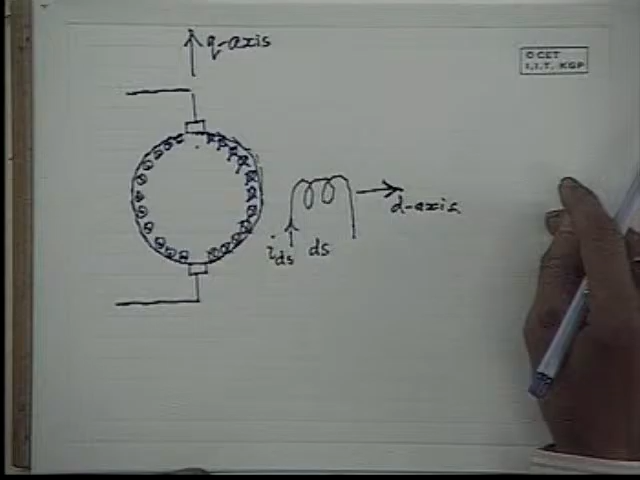 q-axis
© CET
I.I.T. KGP
d-axis
ids
ds